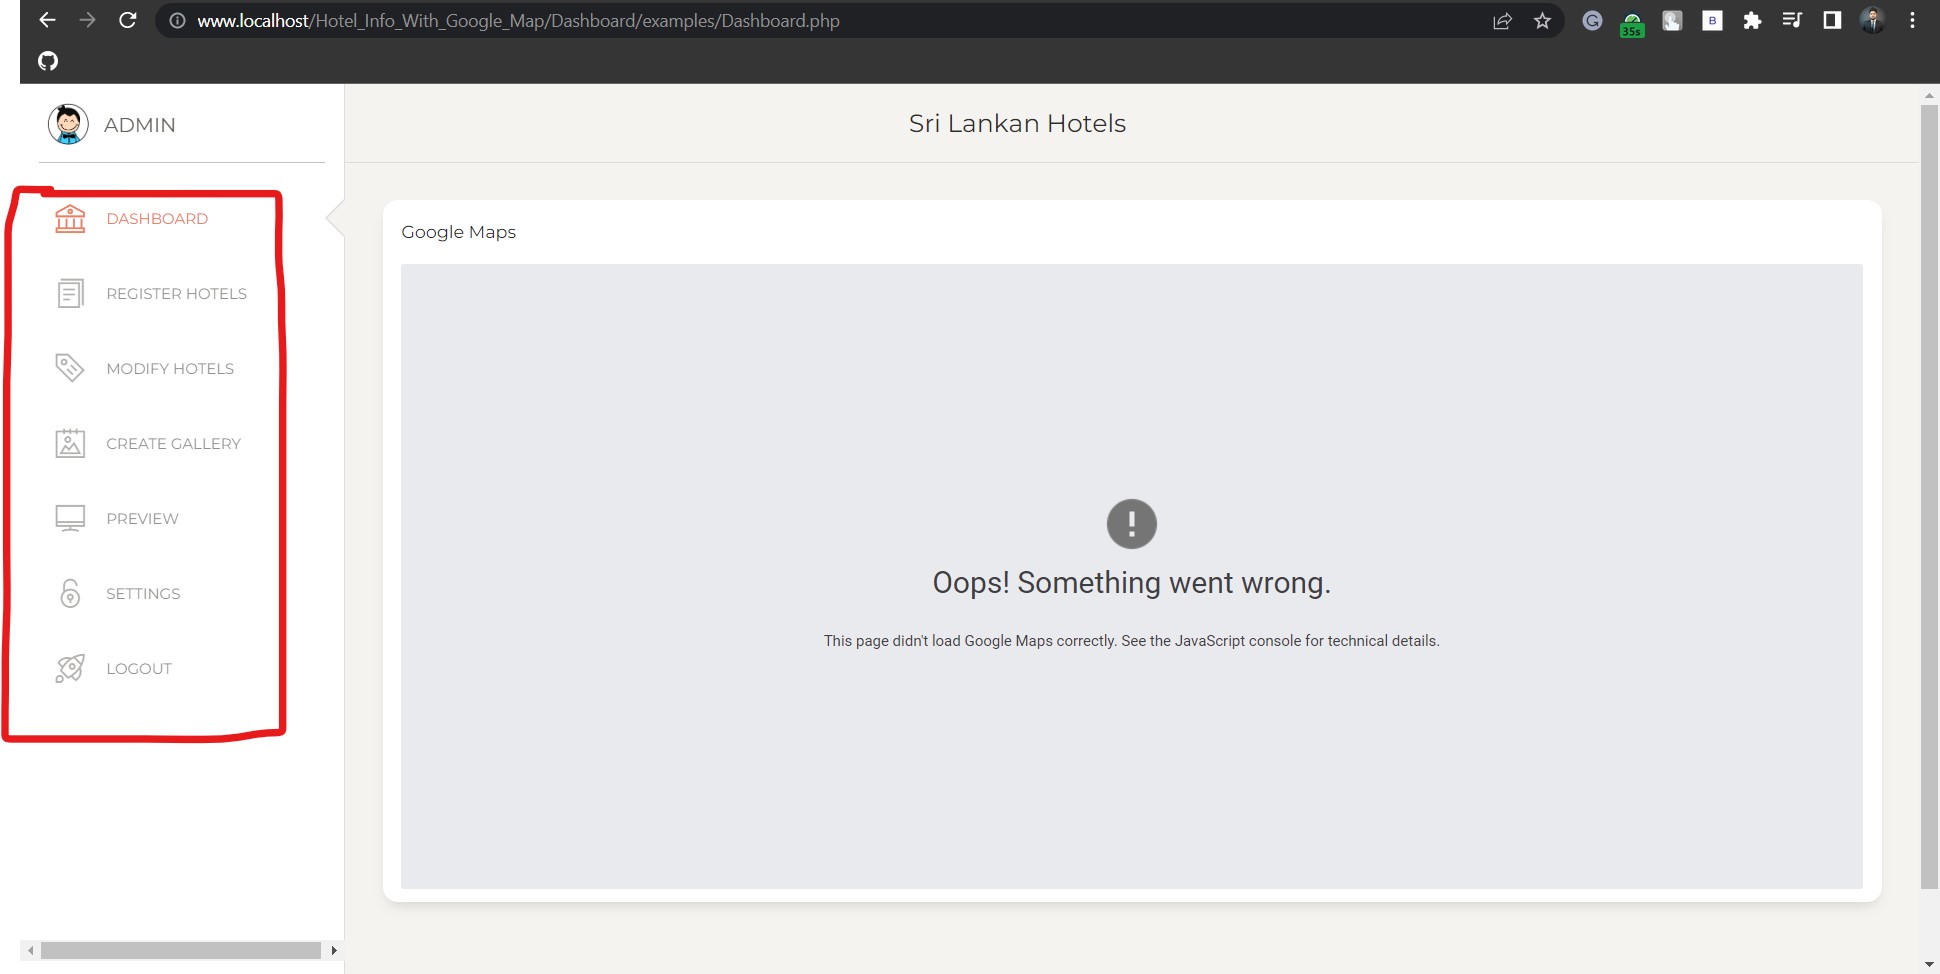 www.localhost/Hotel_Info_With_Google_Map/Dashboard/examples/Dashboard.php
35s
B
ADMIN
Sri Lankan Hotels
DASHBOARD
REGISTER HOTELS
MODIFY HOTELS
CREATE GALLERY
PREVIEW
SETTINGS
LOGOUT
Google Maps
Oops! Something went wrong.
This page didn't load Google Maps correctly. See the JavaScript console for technical details.